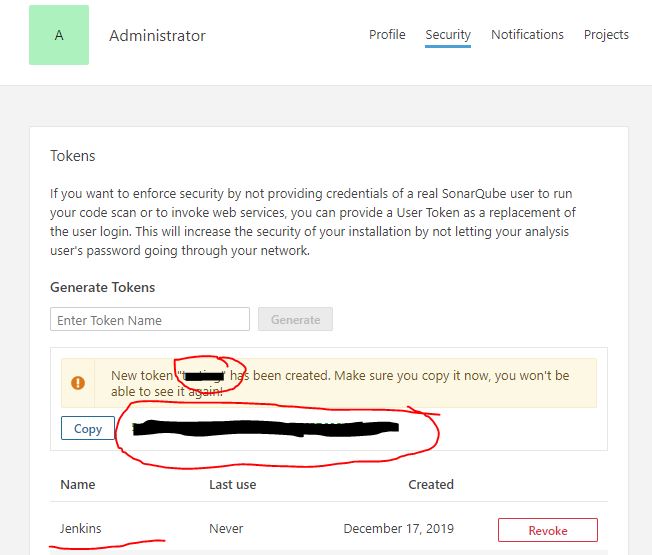 A
Administrator
Profile Security Notifications Projects
Tokens
If you want to enforce security by not providing credentials of a real SonarQube user to run
your code scan or to invoke web services, you can provide a User Token as a replacement of
the user login. This will increase the security of your installation by not letting your analysis
user's password going through your network.
Generate Tokens
Enter Token Name Generate
New token " " has been created. Make sure you copy it now, you won't be
able to see it again!
Copy
Name Last use Created
Jenkins Never December 17, 2019 Revoke